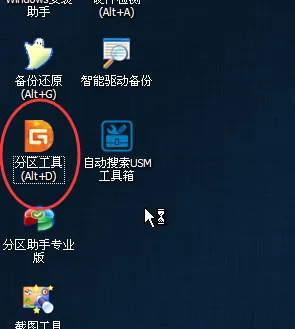 Windows安装
助手
硬件检测
(Alt+A)
备份还原
(Alt+G)
智能驱动备份
分区工具
(Alt+D)
自动搜索USM
工具箱
分区助手专业
版
截图工具